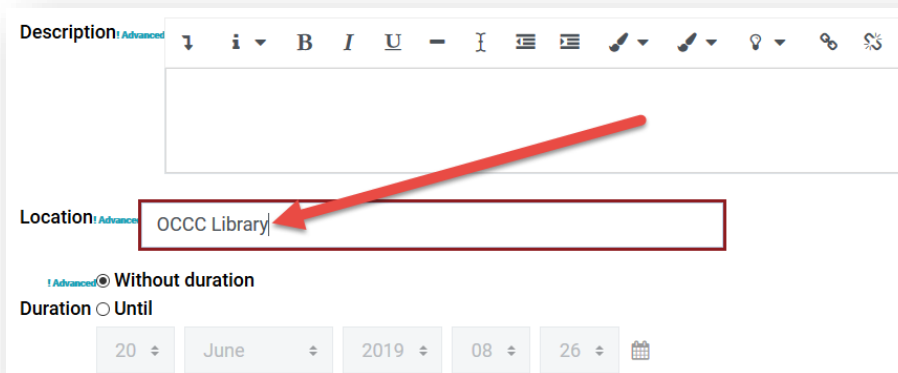 Description! Advanced
B I U
Location! Advanced OCCC Library
! Advanced Without duration
Duration Until
20 June 2019 08 26